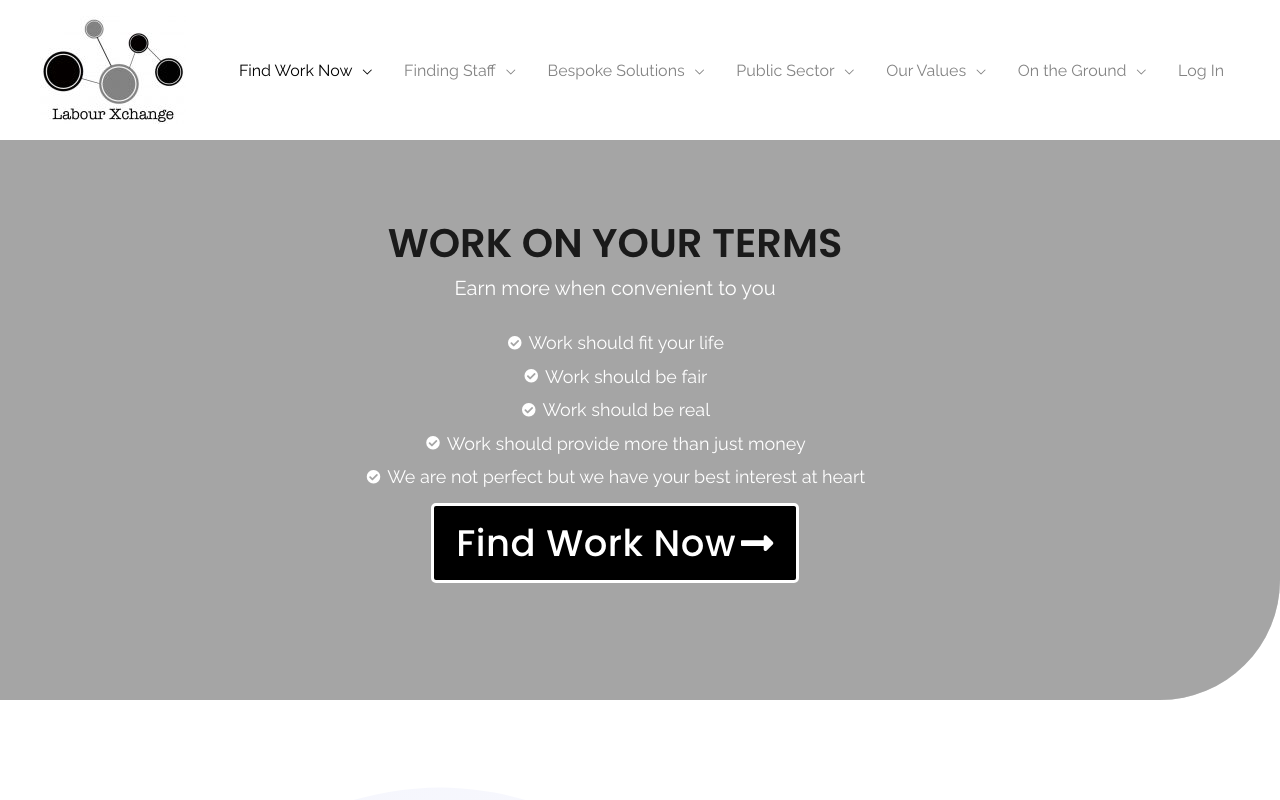 Labour Xchange
Find Work Now
Finding Staff
Bespoke Solutions
Public Sector
Our Values
On the Ground
Log In
WORK ON YOUR TERMS
Earn more when convenient to you
Work should fit your life
Work should be fair
Work should be real
Work should provide more than just money
We are not perfect but we have your best interest at heart
Find Work Now